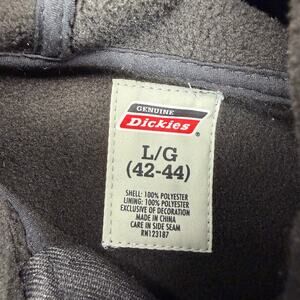 GENUINE
Dickies®
L/G
(42-44)
SHELL: 100% POLYESTER
LINING: 100% POLYESTER
EXCLUSIVE OF DECORATION
MADE IN CHINA
CARE IN SIDE SEAM
RN123187